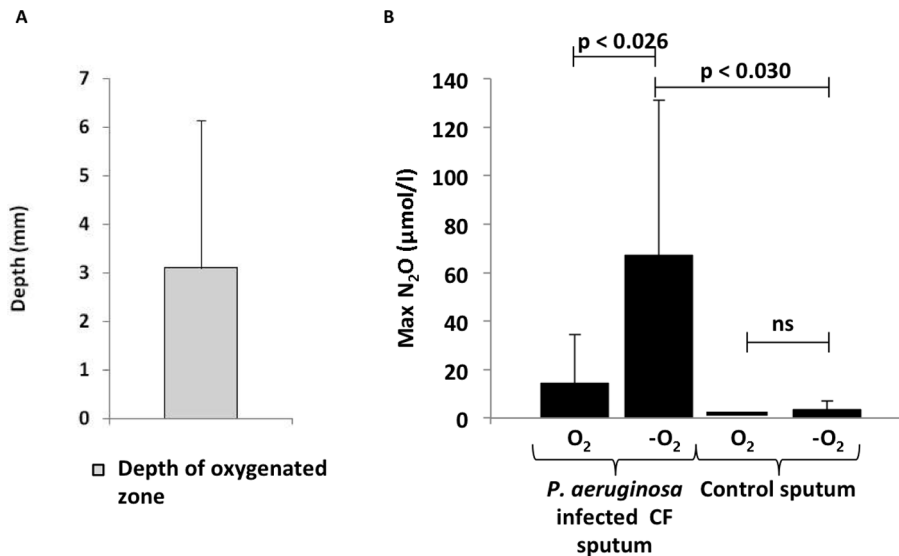 A
7
6
5
4
3
2
1
0
Depth (mm)
Depth of oxygenated
zone
B
p < 0.026
p < 0.030
ns
140
120
100
80
60
40
20
0
Max N₂O (µmol/l)
O₂ -O₂ O₂ -O₂
P. aeruginosa
infected CF
sputum
Control sputum